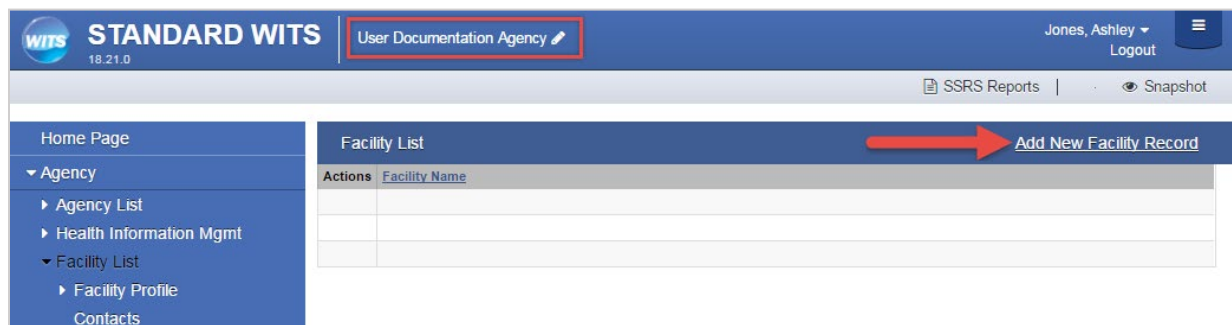 WITS STANDARD WITS User Documentation Agency Jones, Ashley
18.21.0 Logout
SSRS Reports | Snapshot
Home Page
Agency
Agency List
Health Information Mgmt
Facility List
Facility Profile
Contacts
Facility List Add New Facility Record
Actions Facility Name